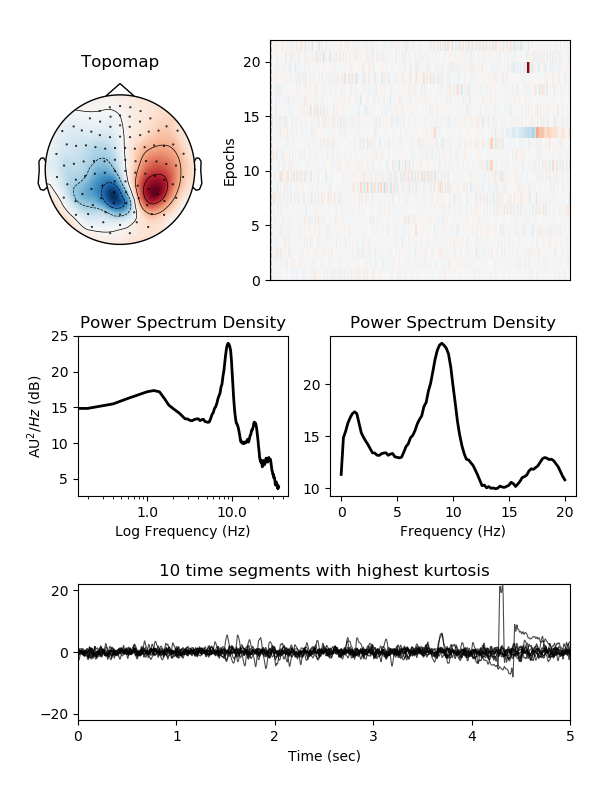 Topomap
Epochs
20
15
10
5
0
Power Spectrum Density
AU²/Hz (dB)
25
20
15
10
5
1.0 10.0
Log Frequency (Hz)
Power Spectrum Density
20
15
10
0 5 10 15 20
Frequency (Hz)
10 time segments with highest kurtosis
20
0
−20
0 1 2 3 4 5
Time (sec)